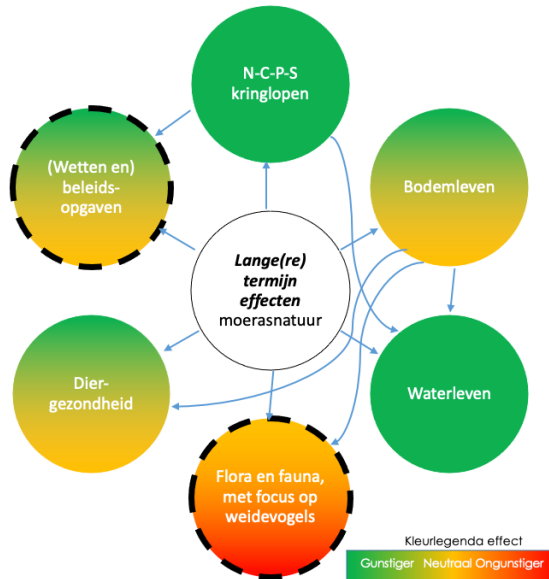 N-C-P-S
kringlopen
(Wetten en)
beleids-
opgaven
Bodemleven
Lange(re)
termijn
effecten
moerasnatuur
Dier-
gezondheid
Waterleven
Flora en fauna,
met focus op
weidevogels
Kleurlegenda effect
Gunstiger Neutraal Ongunstiger